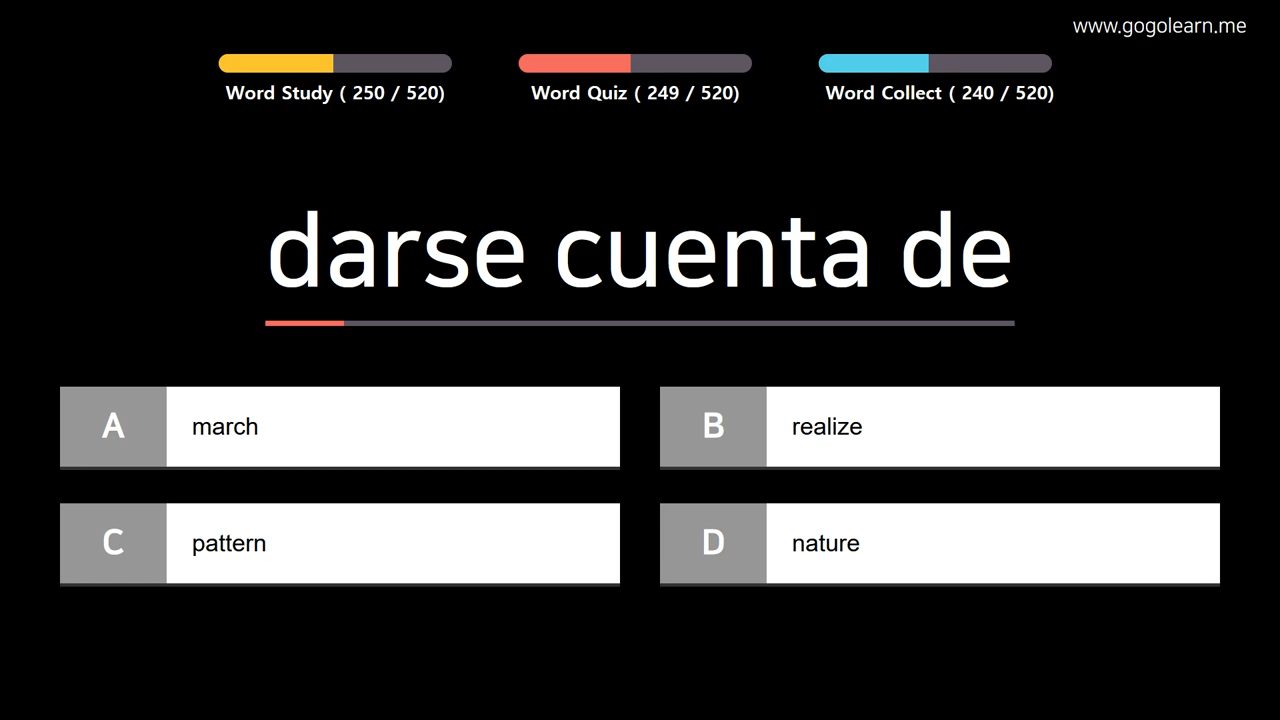 www.gogolearn.me
Word Study ( 250 / 520)
Word Quiz ( 249 / 520)
Word Collect ( 240 / 520)
darse cuenta de
A march
B realize
C pattern
D nature